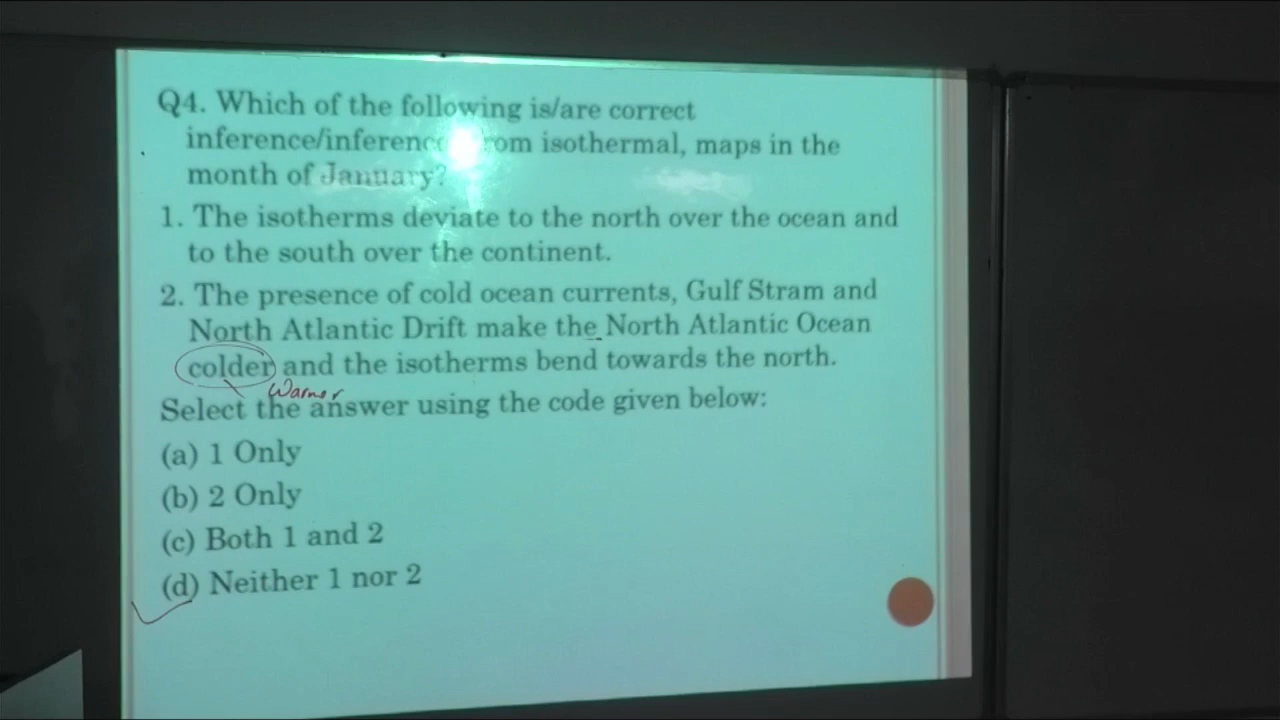 Q4. Which of the following is/are correct
inference/inferenc rom isothermal, maps in the
month of January?
1. The isotherms deviate to the north over the ocean and
to the south over the continent.
2. The presence of cold ocean currents, Gulf Stram and
North Atlantic Drift make the North Atlantic Ocean
colder and the isotherms bend towards the north.
Warmer
Select the answer using the code given below:
(a) 1 Only
(b) 2 Only
(c) Both 1 and 2
(d) Neither 1 nor 2